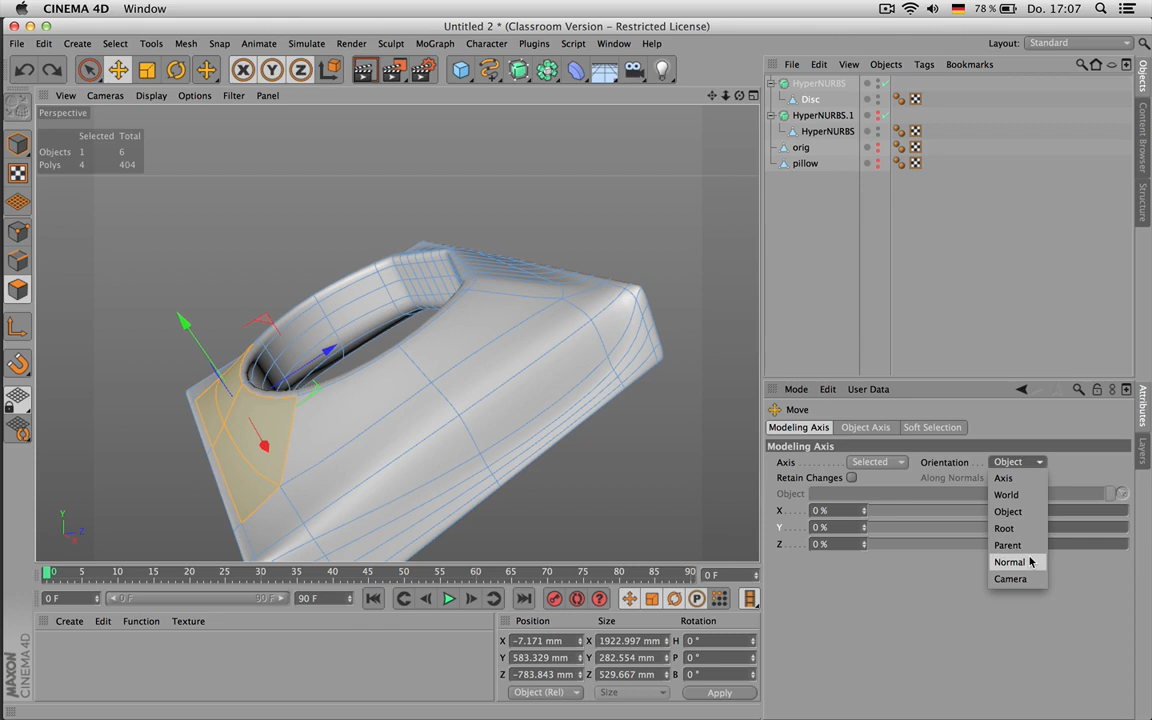 CINEMA 4D Window 78 % Do. 17:07
Untitled 2 * (Classroom Version - Restricted License)
File Edit Create Select Tools Mesh Snap Animate Simulate Render Sculpt MoGraph Character Plugins Script Window Help Layout: Standard
X Y Z
File Edit View Objects Tags Bookmarks
View Cameras Display Options Filter Panel
Perspective
Selected Total
Objects 1 6
Polys 4 404
HyperNURBS
Disc
HyperNURBS.1
HyperNURBS
orig
pillow
Objects
Content Browser
Structure
Mode Edit User Data
Move
Modeling Axis Object Axis Soft Selection
Modeling Axis
Axis Selected Orientation Object
Retain Changes Along Normals
Object
X 0 %
Y 0 %
Z 0 %
Axis
World
Object
Root
Parent
Normal
Camera
Attributes
Layers
Y
Z
X
0 5 10 15 20 25 30 35 40 45 50 55 60 65 70 75 80 85 90 0 F
0 F 0 F 90 F 90 F
P
Create Edit Function Texture
Position Size Rotation
X -7.171 mm X 1922.997 mm H 0 °
Y 583.329 mm Y 282.554 mm P 0 °
Z -783.843 mm Z 529.667 mm B 0 °
Object (Rel) Size Apply
MAXON
CINEMA 4D